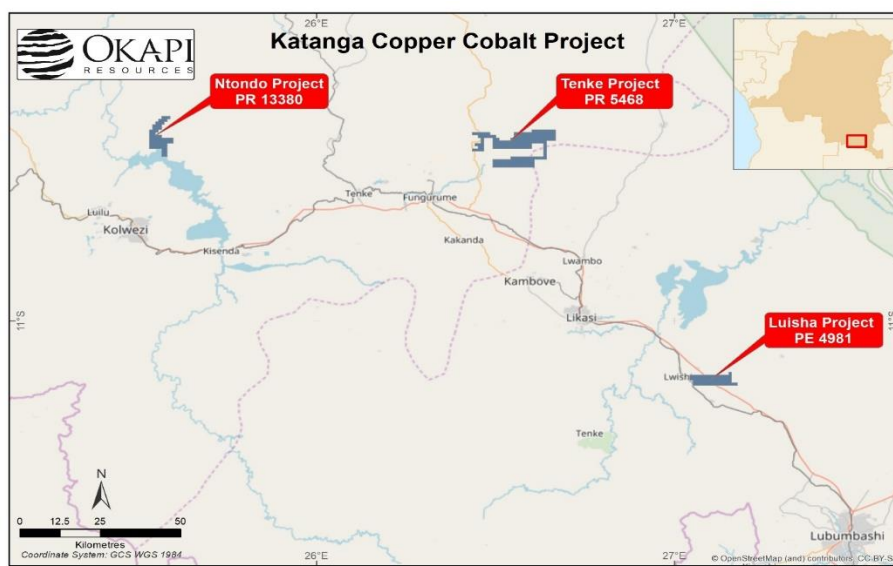 OKAPI
RESOURCES
Katanga Copper Cobalt Project
26°E
27°E
Ntondo Project
PR 13380
Tenke Project
PR 5468
Luilu
Kolwezi
Kisenda
Tenke
Fungurume
Kakanda
Lwambo
Kambove
Likasi
11°S
11°S
Luisha Project
PE 4981
Lwishi
Tenke
Lubumbashi
N
0 12.5 25 50
Kilometres
Coordinate System: GCS WGS 1984
26°E
27°E
© OpenStreetMap (and) contributors, CC-BY-S